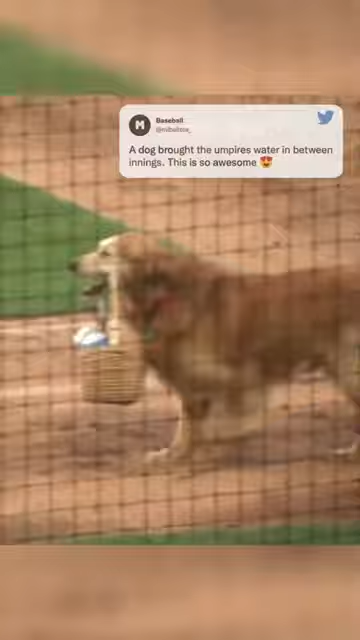 M
Baseball
A dog brought the umpires water in between
innings. This is so awesome 😍